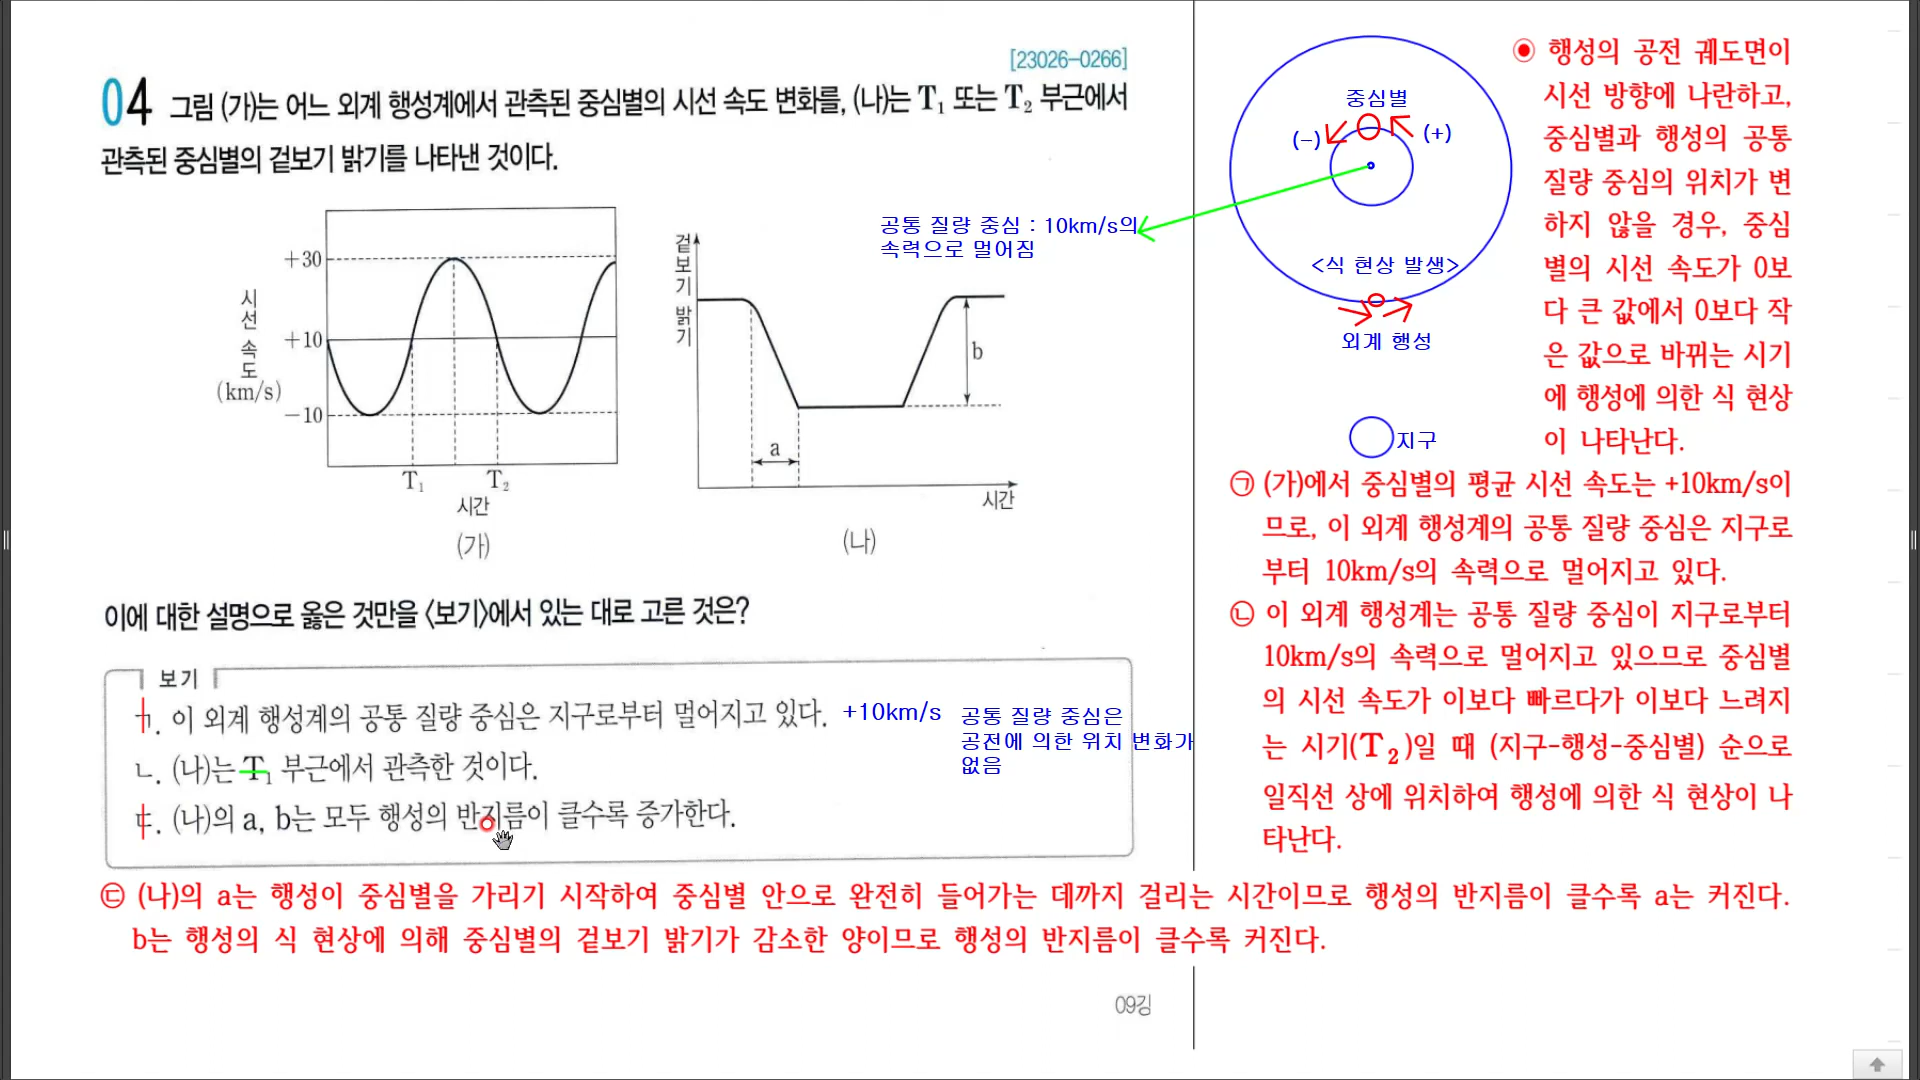 [23026-0266]
04 그림 (가)는 어느 외계 행성계에서 관측된 중심별의 시선 속도 변화를, (나)는 T₁ 또는 T₂ 부근에서
관측된 중심별의 겉보기 밝기를 나타낸 것이다.
시선 속도
(km/s)
+30
+10
-10
T₁
T₂
시간
(가)
겉보기 밝기
a
b
시간
(나)
공통 질량 중심 : 10km/s의
속력으로 멀어짐
이에 대한 설명으로 옳은 것만을 <보기>에서 있는 대로 고른 것은?
보기
ㄱ. 이 외계 행성계의 공통 질량 중심은 지구로부터 멀어지고 있다. +10km/s
공통 질량 중심은
공전에 의한 위치 변화가
없음
ㄴ. (나)는 T₁ 부근에서 관측한 것이다.
ㄷ. (나)의 a, b는 모두 행성의 반지름이 클수록 증가한다.
중심별
(-)
(+)
<식 현상 발생>
외계 행성
지구
◉ 행성의 공전 궤도면이
시선 방향에 나란하고,
중심별과 행성의 공통
질량 중심의 위치가 변
하지 않을 경우, 중심
별의 시선 속도가 0보
다 큰 값에서 0보다 작
은 값으로 바뀌는 시기
에 행성에 의한 식 현상
이 나타난다.
㉠ (가)에서 중심별의 평균 시선 속도는 +10km/s이
므로, 이 외계 행성계의 공통 질량 중심은 지구로
부터 10km/s의 속력으로 멀어지고 있다.
㉡ 이 외계 행성계는 공통 질량 중심이 지구로부터
10km/s의 속력으로 멀어지고 있으므로 중심별
의 시선 속도가 이보다 빠르다가 이보다 느려지
는 시기(T₂)일 때 (지구-행성-중심별) 순으로
일직선 상에 위치하여 행성에 의한 식 현상이 나
타난다.
㉢ (나)의 a는 행성이 중심별을 가리기 시작하여 중심별 안으로 완전히 들어가는 데까지 걸리는 시간이므로 행성의 반지름이 클수록 a는 커진다.
b는 행성의 식 현상에 의해 중심별의 겉보기 밝기가 감소한 양이므로 행성의 반지름이 클수록 커진다.
09깅